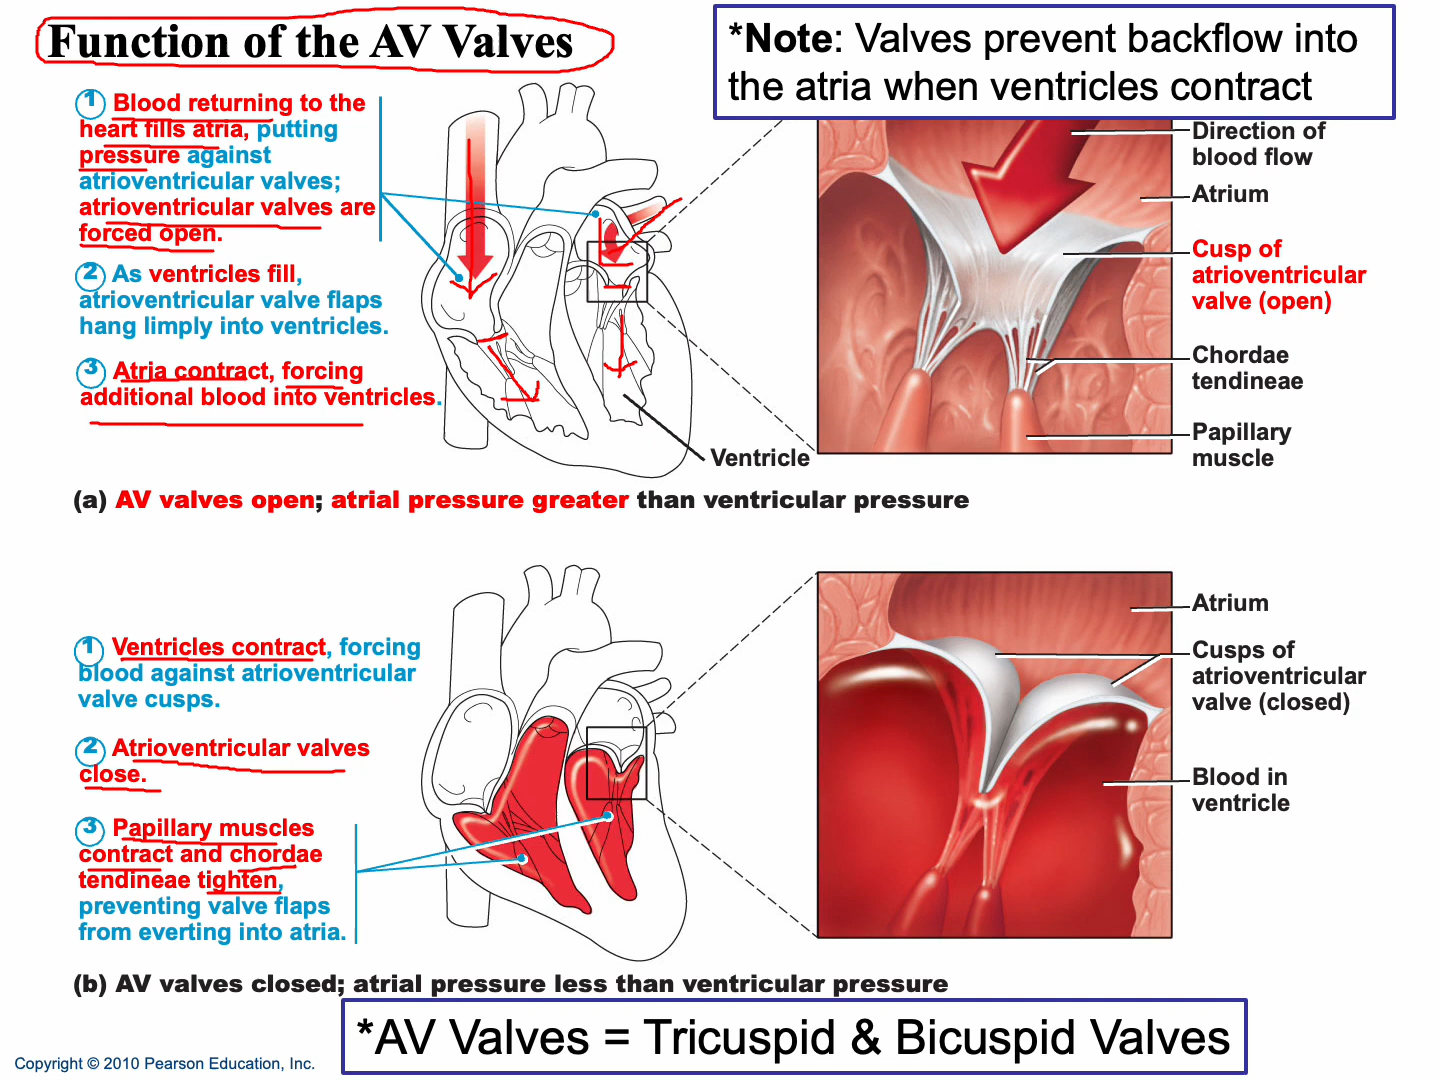 Function of the AV Valves
*Note: Valves prevent backflow into
the atria when ventricles contract
1 Blood returning to the
heart fills atria, putting
pressure against
atrioventricular valves;
atrioventricular valves are
forced open.
2 As ventricles fill,
atrioventricular valve flaps
hang limply into ventricles.
3 Atria contract, forcing
additional blood into ventricles.
Ventricle
Direction of
blood flow
Atrium
Cusp of
atrioventricular
valve (open)
Chordae
tendineae
Papillary
muscle
(a) AV valves open; atrial pressure greater than ventricular pressure
1 Ventricles contract, forcing
blood against atrioventricular
valve cusps.
2 Atrioventricular valves
close.
3 Papillary muscles
contract and chordae
tendineae tighten,
preventing valve flaps
from everting into atria.
Atrium
Cusps of
atrioventricular
valve (closed)
Blood in
ventricle
(b) AV valves closed; atrial pressure less than ventricular pressure
*AV Valves = Tricuspid & Bicuspid Valves
Copyright © 2010 Pearson Education, Inc.